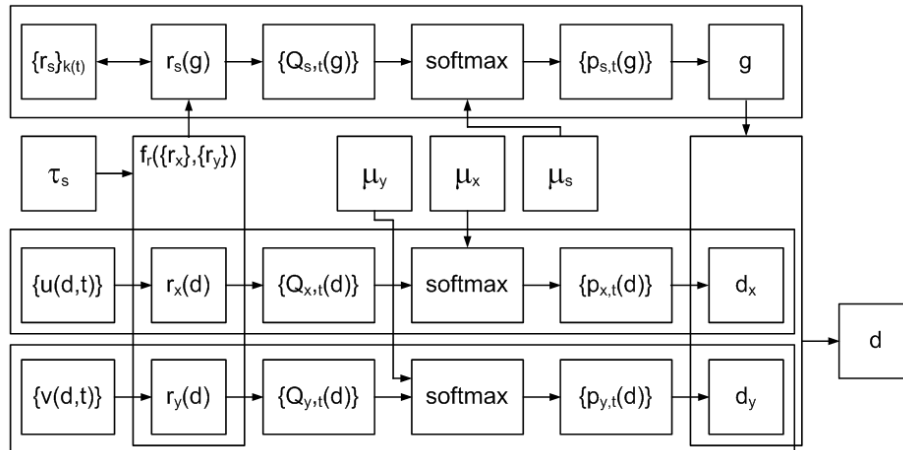 {r_s}_k(t) r_s(g) {Q_s,t(g)} softmax {p_s,t(g)} g
τ_s f_r({r_x},{r_y}) μ_y μ_x μ_s
{u(d,t)} r_x(d) {Q_x,t(d)} softmax {p_x,t(d)} d_x
d
{v(d,t)} r_y(d) {Q_y,t(d)} softmax {p_y,t(d)} d_y